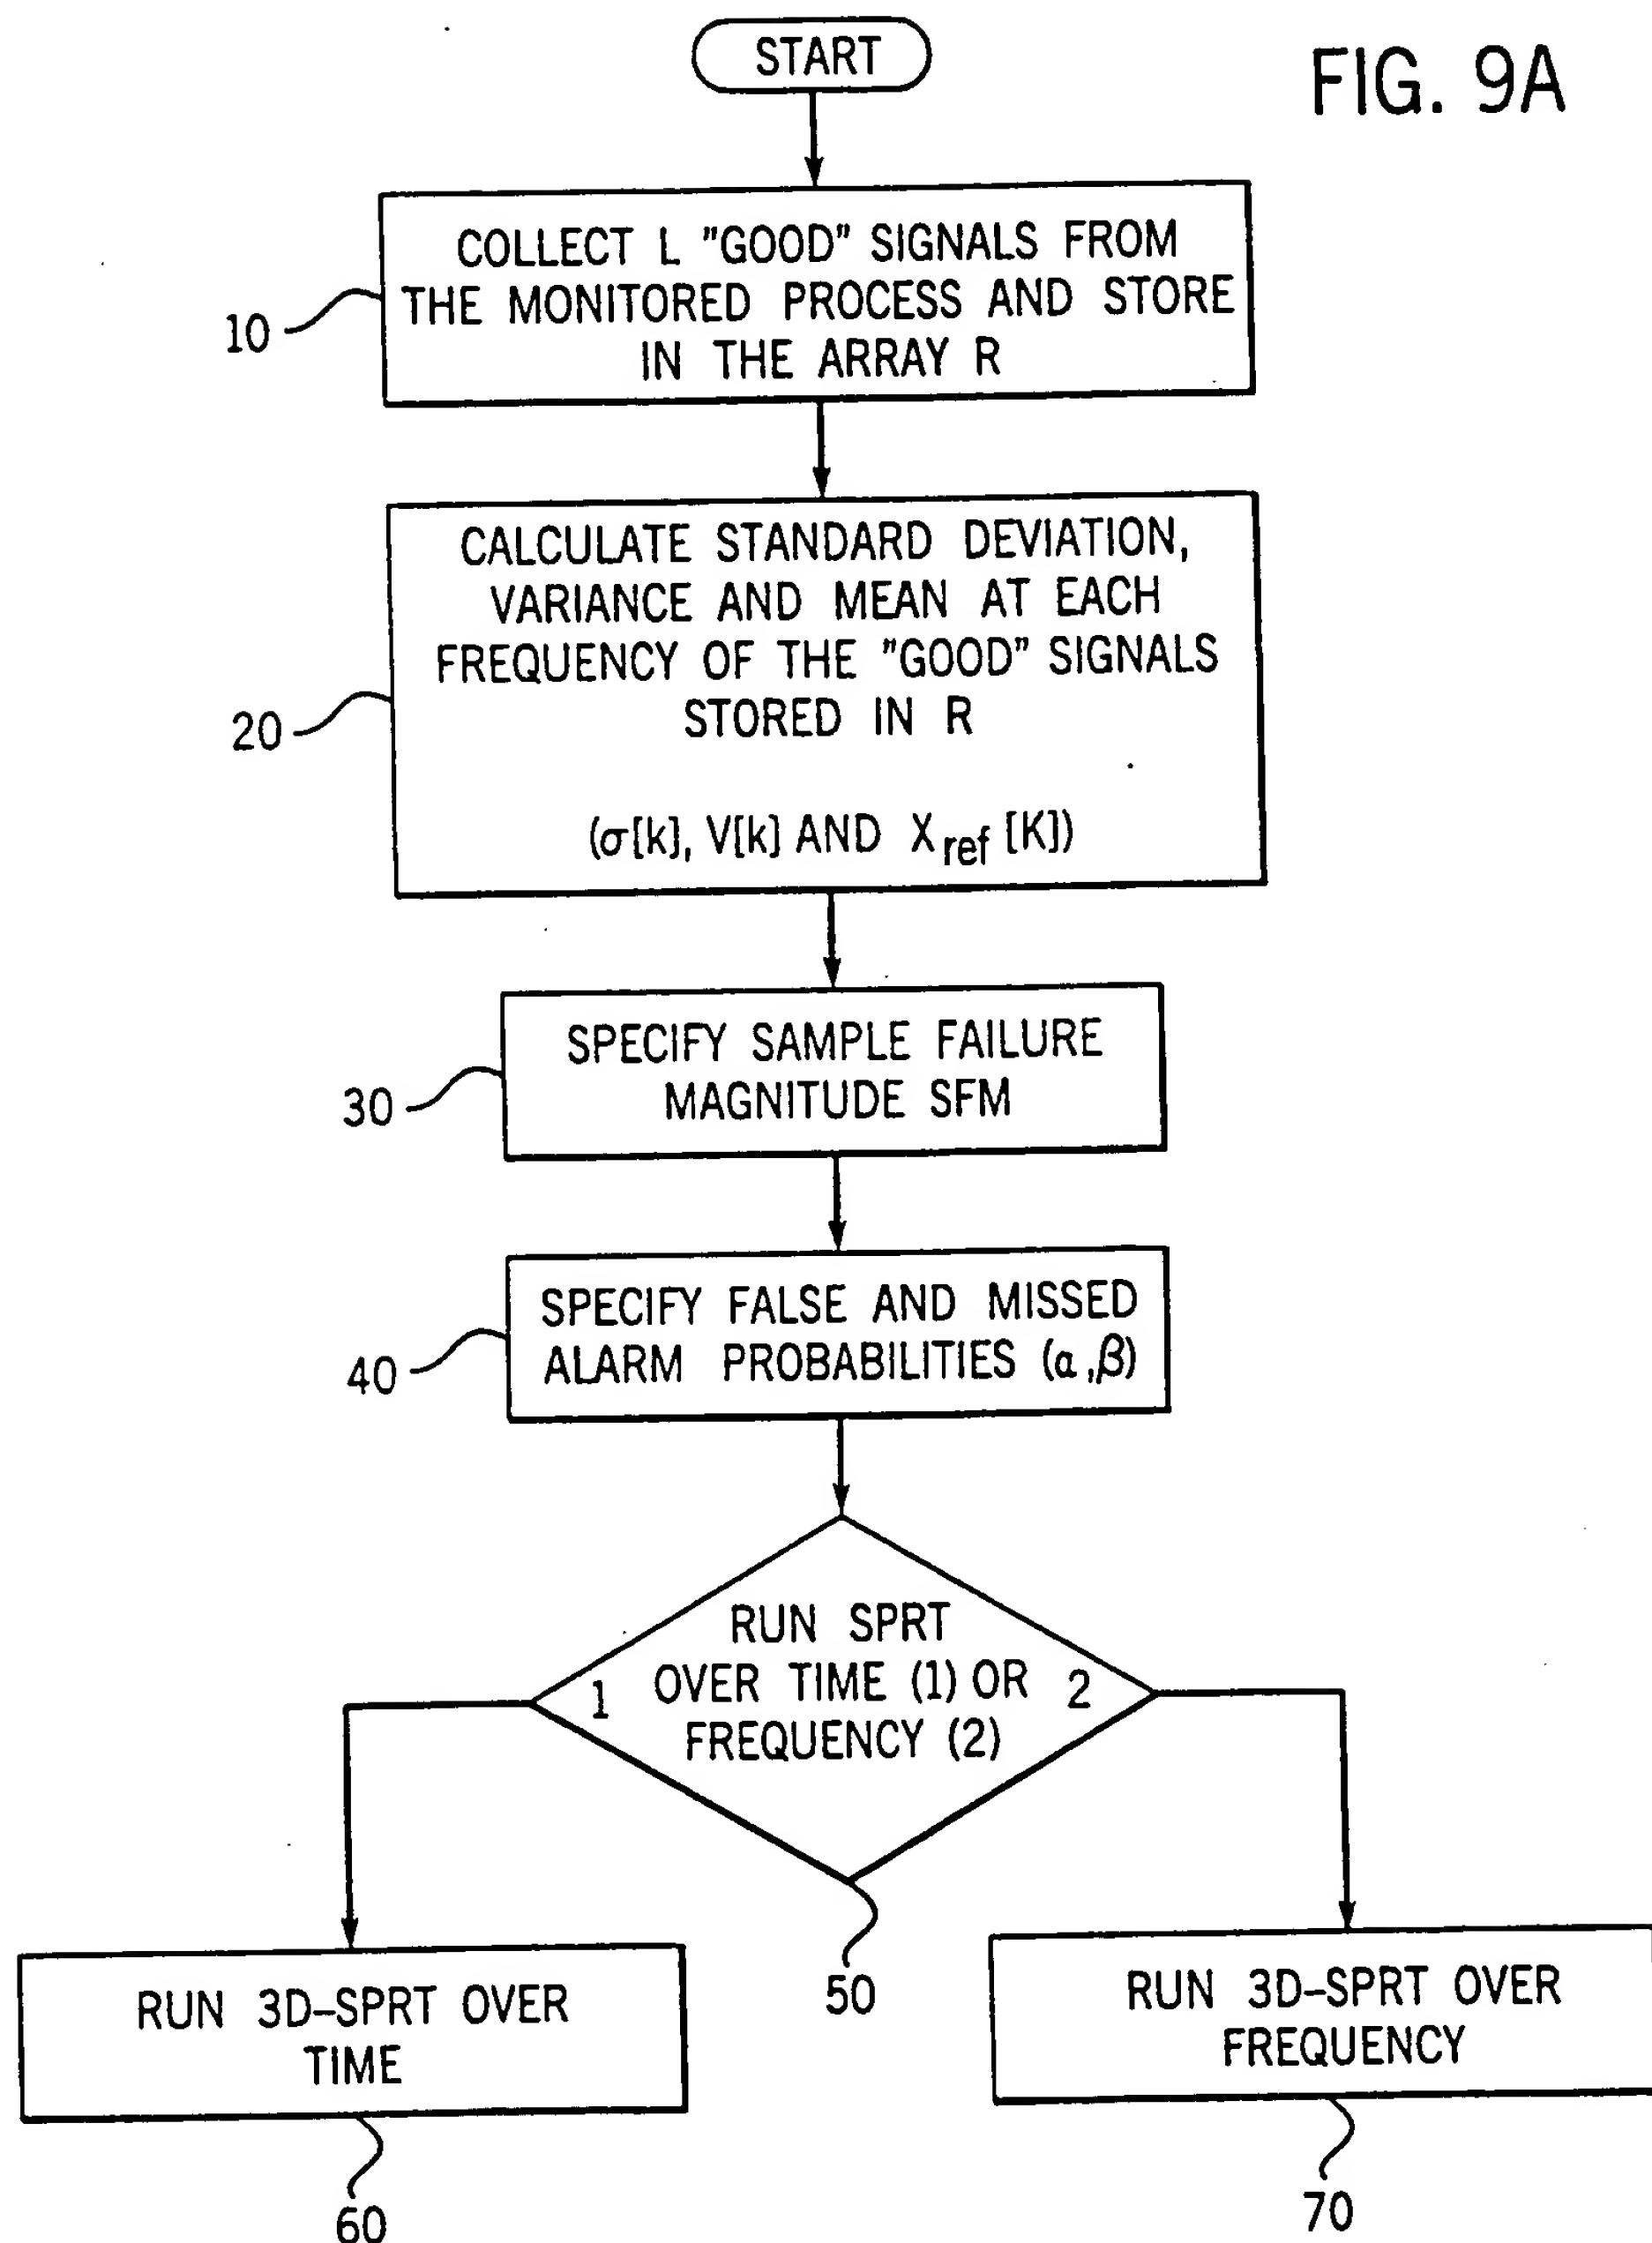 START
FIG. 9A
COLLECT L "GOOD" SIGNALS FROM
THE MONITORED PROCESS AND STORE
IN THE ARRAY R
10
CALCULATE STANDARD DEVIATION,
VARIANCE AND MEAN AT EACH
FREQUENCY OF THE "GOOD" SIGNALS
STORED IN R
20
(σ[k], V[k] AND X_ref [K])
SPECIFY SAMPLE FAILURE
MAGNITUDE SFM
30
SPECIFY FALSE AND MISSED
ALARM PROBABILITIES (α,β)
40
RUN SPRT
1 OVER TIME (1) OR 2
FREQUENCY (2)
50
RUN 3D-SPRT OVER
TIME
60
RUN 3D-SPRT OVER
FREQUENCY
70